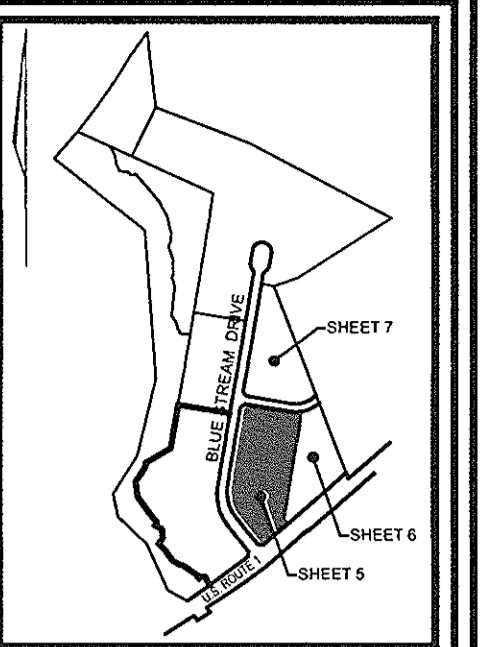 SHEET 7
BLUE STREAM DRIVE
SHEET 6
SHEET 5
U.S. ROUTE 1